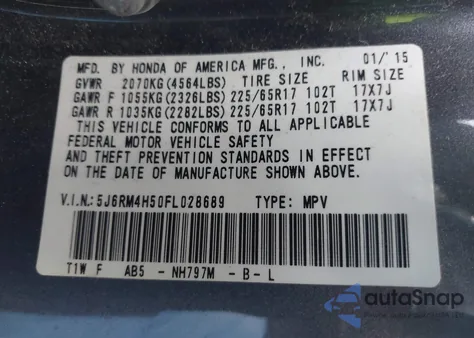 MFD. BY HONDA OF AMERICA MFG., INC. 01/'15
GVWR 2070KG(4564LBS) TIRE SIZE RIM SIZE
GAWR F 1055KG(2326LBS) 225/65R17 102T 17X7J
GAWR R 1035KG(2282LBS) 225/65R17 102T 17X7J
THIS VEHICLE CONFORMS TO ALL APPLICABLE
FEDERAL MOTOR VEHICLE SAFETY
AND THEFT PREVENTION STANDARDS IN EFFECT
ON THE DATE OF MANUFACTURE SHOWN ABOVE.
V.I.N.:5J6RM4H50FL028689 TYPE: MPV
T1W F AB5 -NH797M -B-L
autoSnap